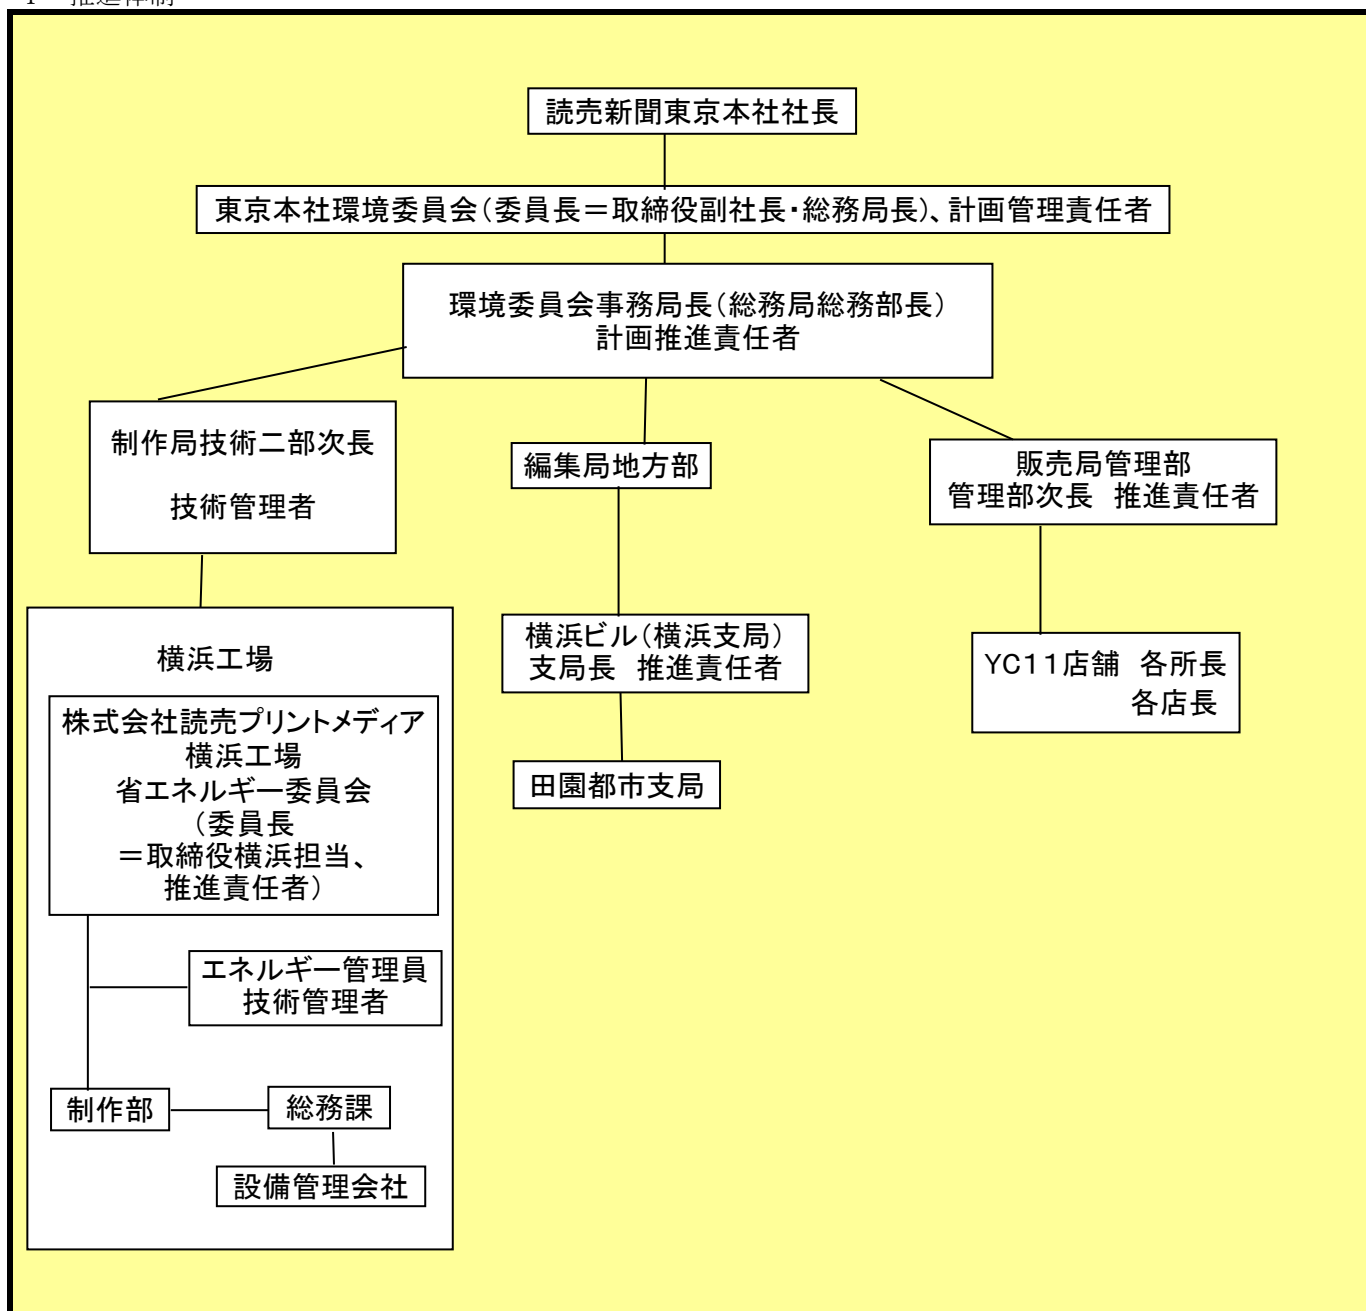 推進体制
読売新聞東京本社社長
東京本社環境委員会(委員長=取締役副社長・総務局長)、計画管理責任者
環境委員会事務局長(総務局総務部長)
計画推進責任者
制作局技術二部次長
技術管理者
編集局地方部
販売局管理部
管理部次長 推進責任者
横浜工場
株式会社読売プリントメディア
横浜工場
省エネルギー委員会
(委員長
=取締役横浜担当、
推進責任者)
エネルギー管理員
技術管理者
制作部
総務課
設備管理会社
横浜ビル(横浜支局)
支局長 推進責任者
田園都市支局
YC11店舗 各所長
各店長